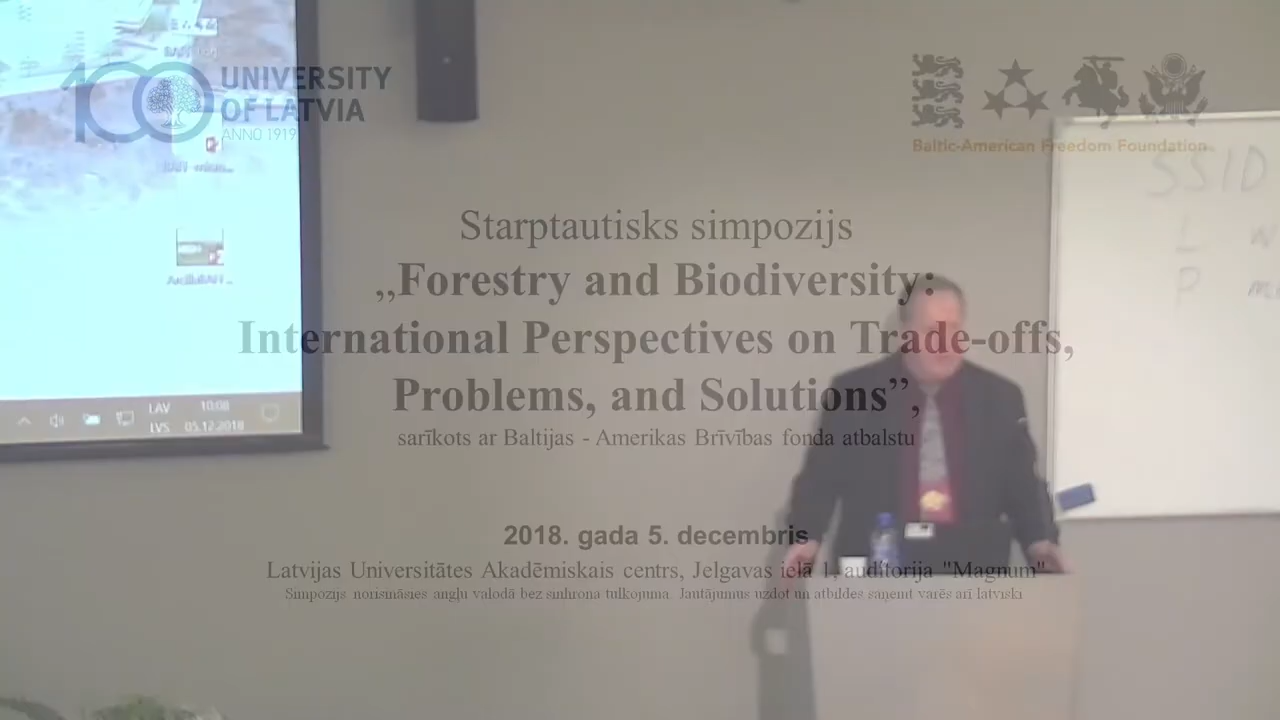 100
UNIVERSITY
OF LATVIA
ANNO 1919
Baltic-American Freedom Foundation
SSID
L w
P
Starptautisks simpozijs
„Forestry and Biodiversity:
International Perspectives on Trade-offs,
Problems, and Solutions”,
sarīkots ar Baltijas - Amerikas Brīvības fonda atbalstu
LAV 10:08
LVS 05.12.2018
2018. gada 5. decembris
Latvijas Universitātes Akadēmiskais centrs, Jelgavas ielā 1, auditorija "Magnum"
Simpozijs norisināsies angļu valodā bez sinhrona tulkojuma. Jautājumus uzdot un atbildes saņemt varēs arī latviski